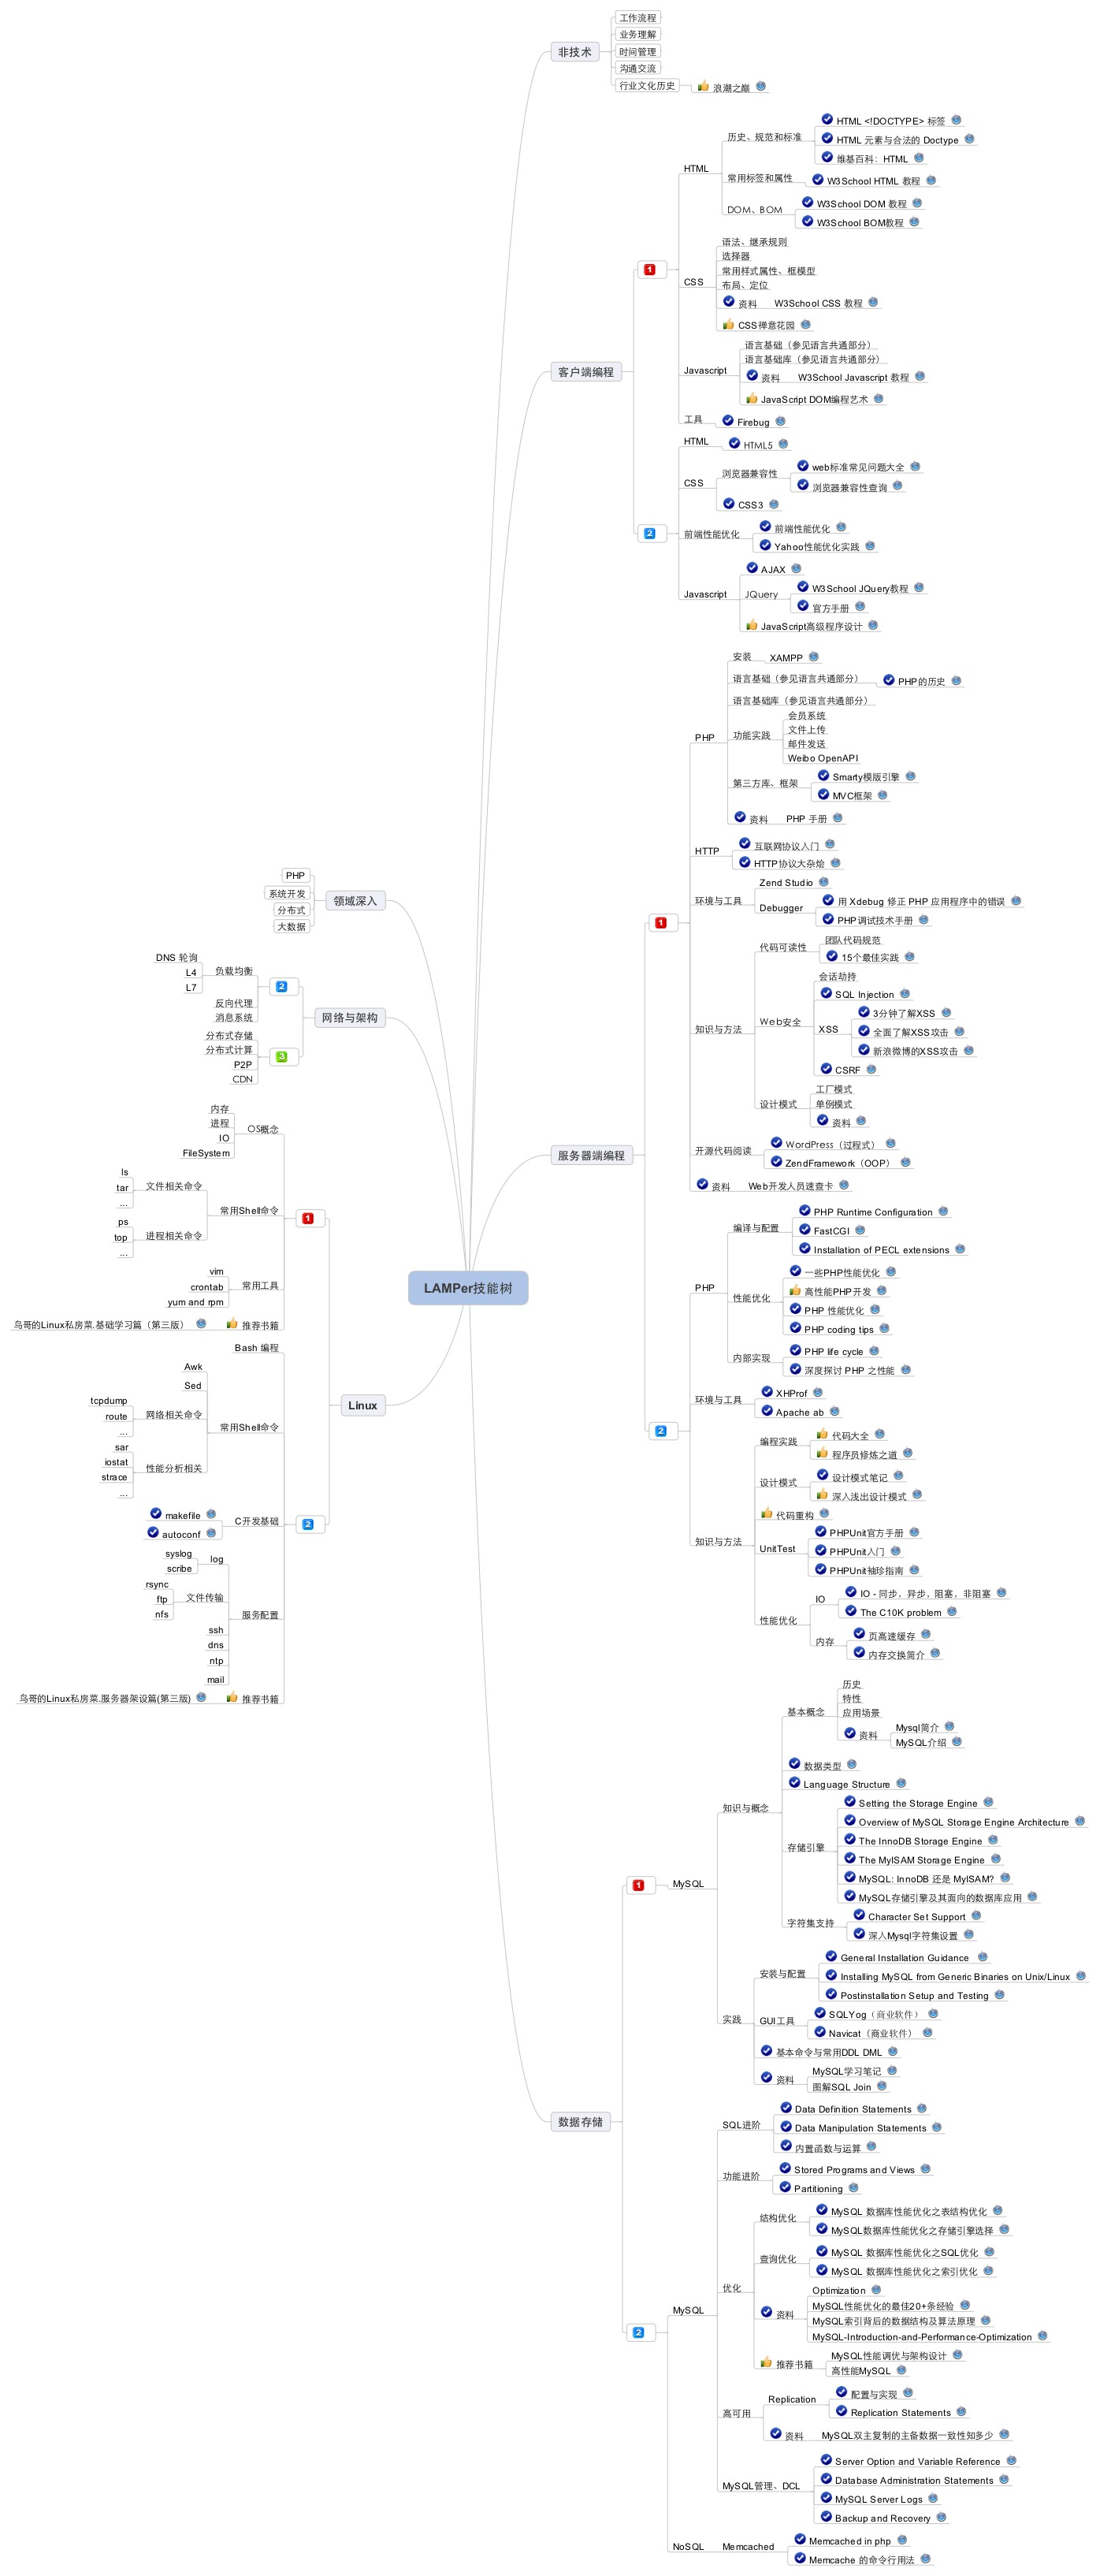 非技术
工作流程
业务理解
时间管理
沟通交流
行业文化历史
浪潮之巅
客户端编程
1
HTML
历史、规范和标准
HTML <!DOCTYPE> 标签
HTML 元素与合法的 Doctype
维基百科：HTML
常用标签和属性
W3School HTML 教程
DOM、BOM
W3School DOM 教程
W3School BOM教程
CSS
语法、继承规则
选择器
常用样式属性、框模型
布局、定位
资料
W3School CSS 教程
CSS禅意花园
Javascript
语言基础（参见语言共通部分）
语言基础库（参见语言共通部分）
资料
W3School Javascript 教程
JavaScript DOM编程艺术
工具
Firebug
2
HTML
HTML5
CSS
浏览器兼容性
web标准常见问题大全
浏览器兼容性查询
CSS3
前端性能优化
前端性能优化
Yahoo性能优化实践
Javascript
AJAX
JQuery
W3School JQuery教程
官方手册
JavaScript高级程序设计
服务器端编程
1
PHP
安装
XAMPP
语言基础（参见语言共通部分）
PHP的历史
语言基础库（参见语言共通部分）
功能实践
会员系统
文件上传
邮件发送
Weibo OpenAPI
第三方库、框架
Smarty模版引擎
MVC框架
资料
PHP 手册
HTTP
互联网协议入门
HTTP协议大杂烩
环境与工具
Zend Studio
Debugger
用 Xdebug 修正 PHP 应用程序中的错误
PHP调试技术手册
知识与方法
代码可读性
团队代码规范
15个最佳实践
Web安全
会话劫持
SQL Injection
XSS
3分钟了解XSS
全面了解XSS攻击
新浪微博的XSS攻击
CSRF
设计模式
工厂模式
单例模式
资料
开源代码阅读
WordPress（过程式）
ZendFramework（OOP）
资料
Web开发人员速查卡
2
PHP
编译与配置
PHP Runtime Configuration
FastCGI
Installation of PECL extensions
性能优化
一些PHP性能优化
高性能PHP开发
PHP 性能优化
PHP coding tips
内部实现
PHP life cycle
深度探讨 PHP 之性能
环境与工具
XHProf
Apache ab
知识与方法
编程实践
代码大全
程序员修炼之道
设计模式
设计模式笔记
深入浅出设计模式
代码重构
UnitTest
PHPUnit官方手册
PHPUnit入门
PHPUnit袖珍指南
性能优化
IO
IO - 同步，异步，阻塞，非阻塞
The C10K problem
内存
页高速缓存
内存交换简介
数据存储
1
MySQL
知识与概念
基本概念
历史
特性
应用场景
资料
Mysql简介
MySQL介绍
数据类型
Language Structure
存储引擎
Setting the Storage Engine
Overview of MySQL Storage Engine Architecture
The InnoDB Storage Engine
The MyISAM Storage Engine
MySQL: InnoDB 还是 MyISAM?
MySQL存储引擎及其面向的数据库应用
字符集支持
Character Set Support
深入Mysql字符集设置
实践
安装与配置
General Installation Guidance
Installing MySQL from Generic Binaries on Unix/Linux
Postinstallation Setup and Testing
GUI工具
SQLYog（商业软件）
Navicat（商业软件）
基本命令与常用DDL DML
资料
MySQL学习笔记
图解SQL Join
2
MySQL
SQL进阶
Data Definition Statements
Data Manipulation Statements
内置函数与运算
功能进阶
Stored Programs and Views
Partitioning
优化
结构优化
MySQL 数据库性能优化之表结构优化
MySQL数据库性能优化之存储引擎选择
查询优化
MySQL 数据库性能优化之SQL优化
MySQL 数据库性能优化之索引优化
资料
Optimization
MySQL性能优化的最佳20+条经验
MySQL索引背后的数据结构及算法原理
MySQL-Introduction-and-Performance-Optimization
推荐书籍
MySQL性能调优与架构设计
高性能MySQL
高可用
Replication
配置与实现
Replication Statements
资料
MySQL双主复制的主备数据一致性知多少
MySQL管理、DCL
Server Option and Variable Reference
Database Administration Statements
MySQL Server Logs
Backup and Recovery
NoSQL
Memcached
Memcached in php
Memcache 的命令行用法
LAMPer技能树
领域深入
PHP
系统开发
分布式
大数据
网络与架构
2
负载均衡
DNS 轮询
L4
L7
反向代理
消息系统
3
分布式存储
分布式计算
P2P
CDN
Linux
1
OS概念
内存
进程
IO
FileSystem
常用Shell命令
文件相关命令
ls
tar
...
进程相关命令
ps
top
...
常用工具
vim
crontab
yum and rpm
推荐书籍
鸟哥的Linux私房菜.基础学习篇（第三版）
2
Bash 编程
常用Shell命令
Awk
Sed
网络相关命令
tcpdump
route
...
性能分析相关
sar
iostat
strace
...
C开发基础
makefile
autoconf
服务配置
log
syslog
scribe
文件传输
rsync
ftp
nfs
ssh
dns
ntp
mail
推荐书籍
鸟哥的Linux私房菜.服务器架设篇(第三版)